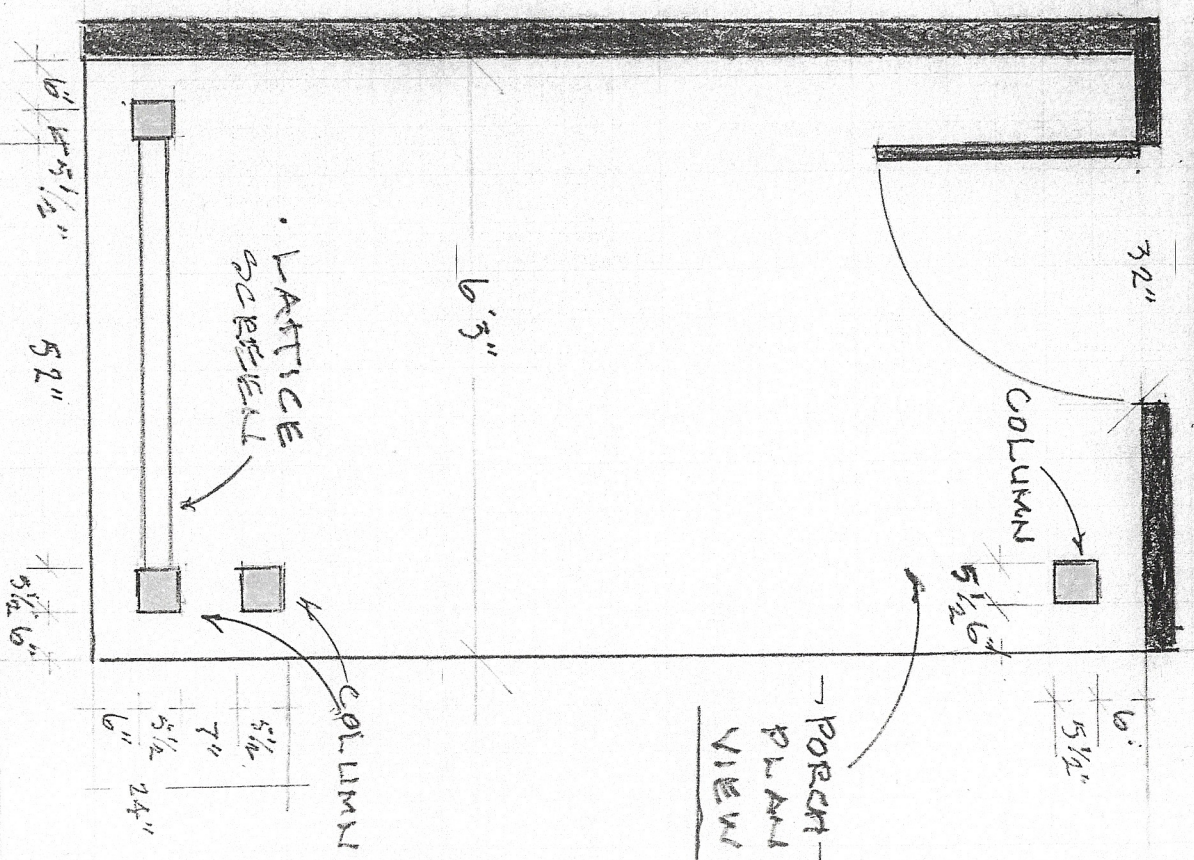 — PORCH —
PLAN
VIEW
32"
COLUMN
5 1/2
6"
6"
5 1/2"
6'3"
• LATTICE
SCREEN
COLUMN
6"
5 1/2"
52"
5 1/2
6"
5 1/2
7"
5 1/2
6"
24"